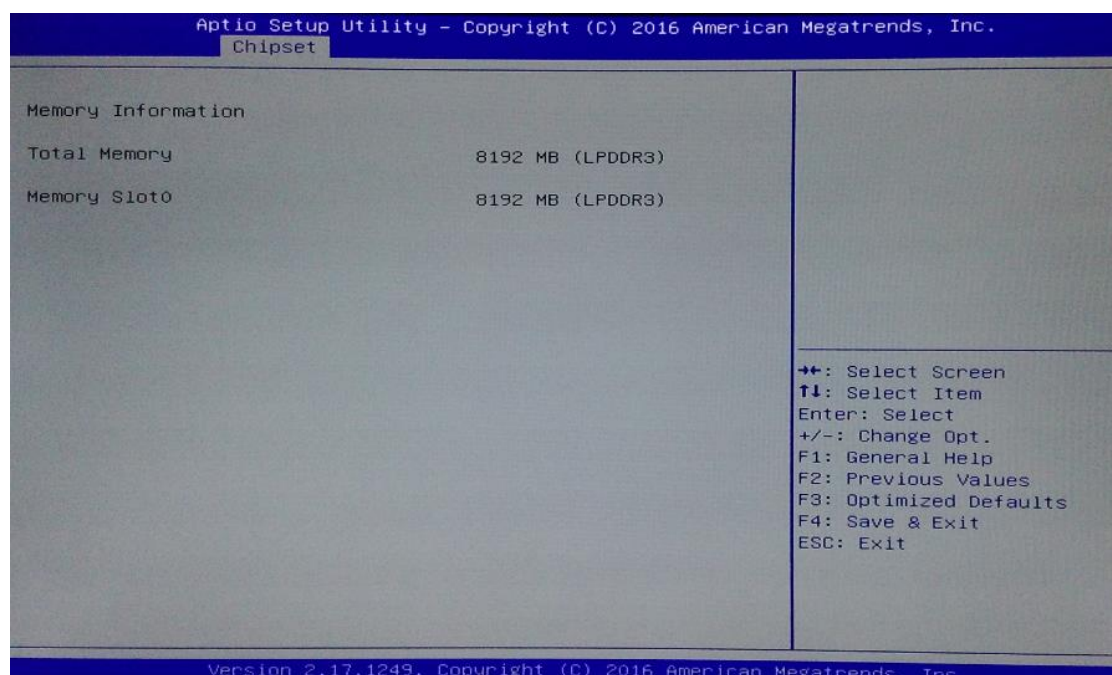 Aptio Setup Utility – Copyright (C) 2016 American Megatrends, Inc.
Chipset
Memory Information
Total Memory 8192 MB (LPDDR3)
Memory Slot0 8192 MB (LPDDR3)
→←: Select Screen
↑↓: Select Item
Enter: Select
+/-: Change Opt.
F1: General Help
F2: Previous Values
F3: Optimized Defaults
F4: Save & Exit
ESC: Exit
Version 2.17.1249. Copyright (C) 2016 American Megatrends, Inc.